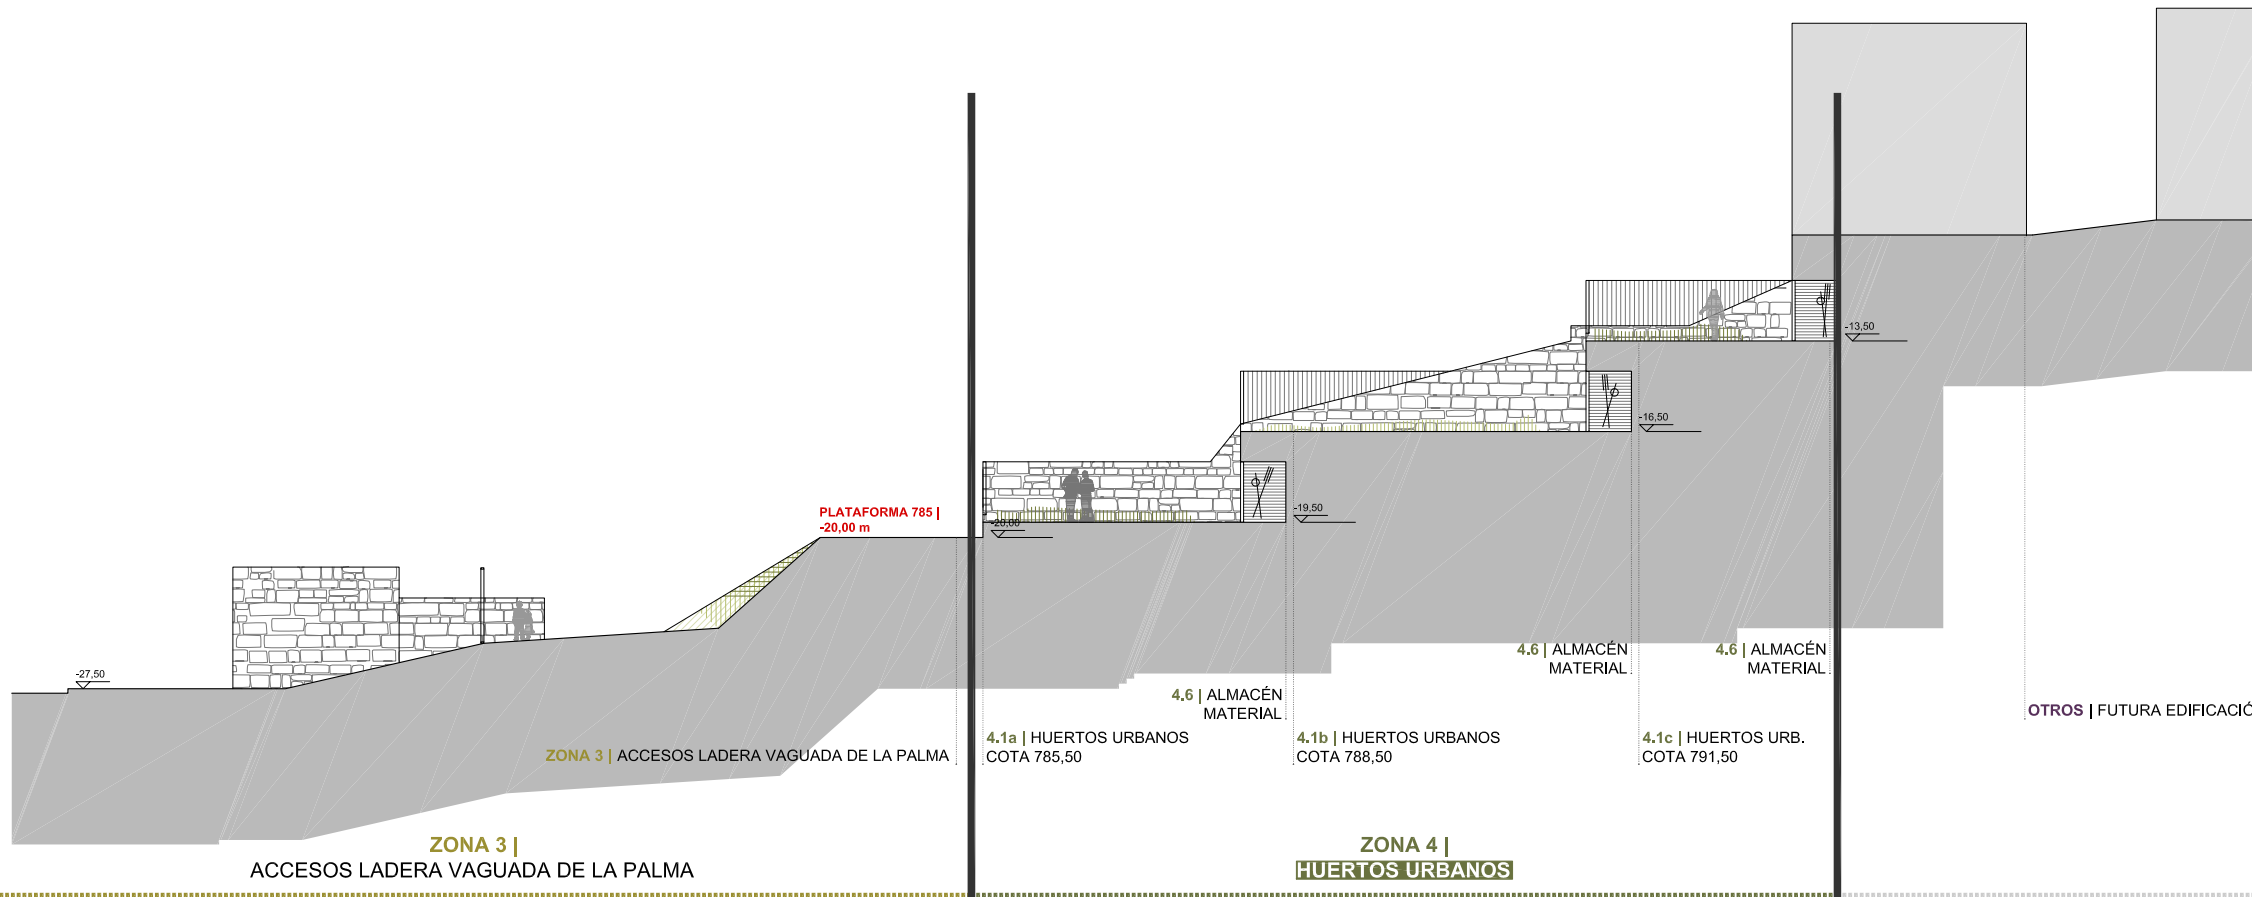 -13,50
-16,50
-19,50
PLATAFORMA 785 |
-20,00 m
-20,00
-27,50
4.6 | ALMACÉN
MATERIAL
4.6 | ALMACÉN
MATERIAL
4.6 | ALMACÉN
MATERIAL
OTROS | FUTURA EDIFICACIÓ
ZONA 3 | ACCESOS LADERA VAGUADA DE LA PALMA
4.1a | HUERTOS URBANOS
COTA 785,50
4.1b | HUERTOS URBANOS
COTA 788,50
4.1c | HUERTOS URB.
COTA 791,50
ZONA 3 |
ACCESOS LADERA VAGUADA DE LA PALMA
ZONA 4 |
HUERTOS URBANOS